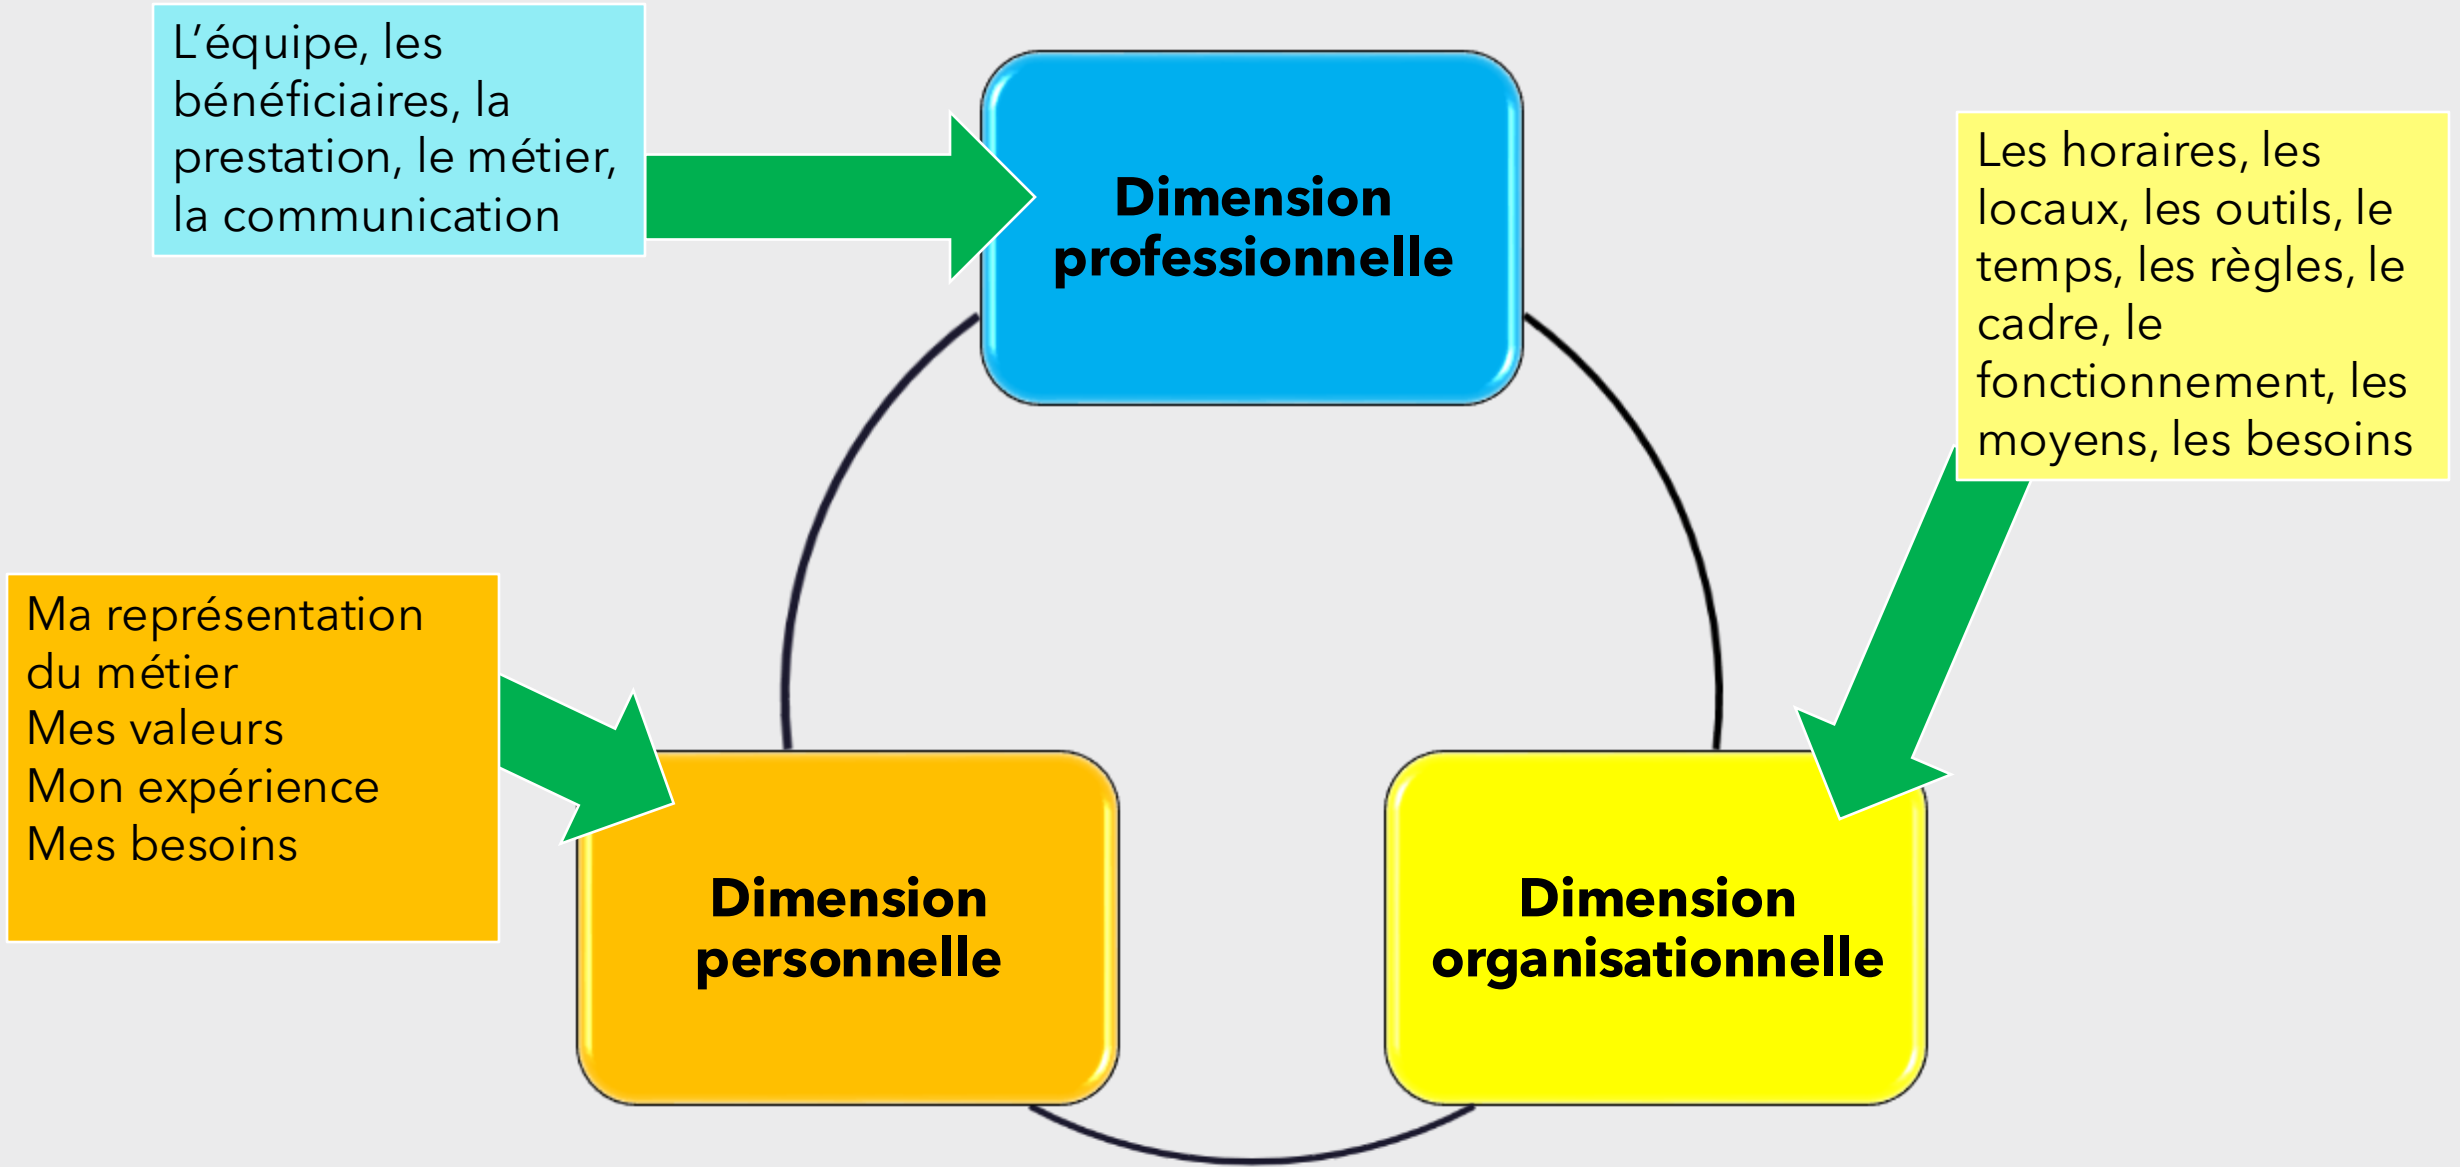 L’équipe, les
bénéficiaires, la
prestation, le métier,
la communication
Dimension
professionnelle
Les horaires, les
locaux, les outils, le
temps, les règles, le
cadre, le
fonctionnement, les
moyens, les besoins
Ma représentation
du métier
Mes valeurs
Mon expérience
Mes besoins
Dimension
personnelle
Dimension
organisationnelle